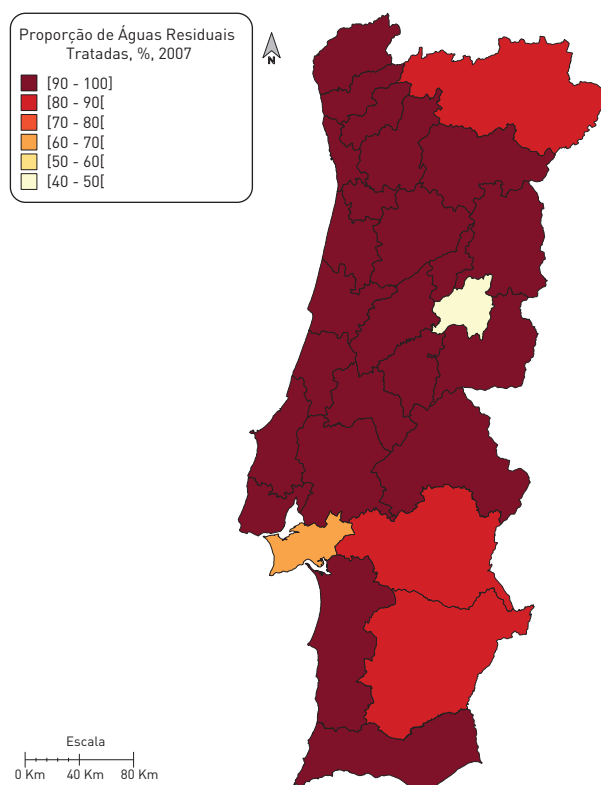 Proporção de Águas Residuais
Tratadas, %, 2007
N
[90 - 100]
[80 - 90[
[70 - 80[
[60 - 70[
[50 - 60[
[40 - 50[
Escala
0 Km 40 Km 80 Km